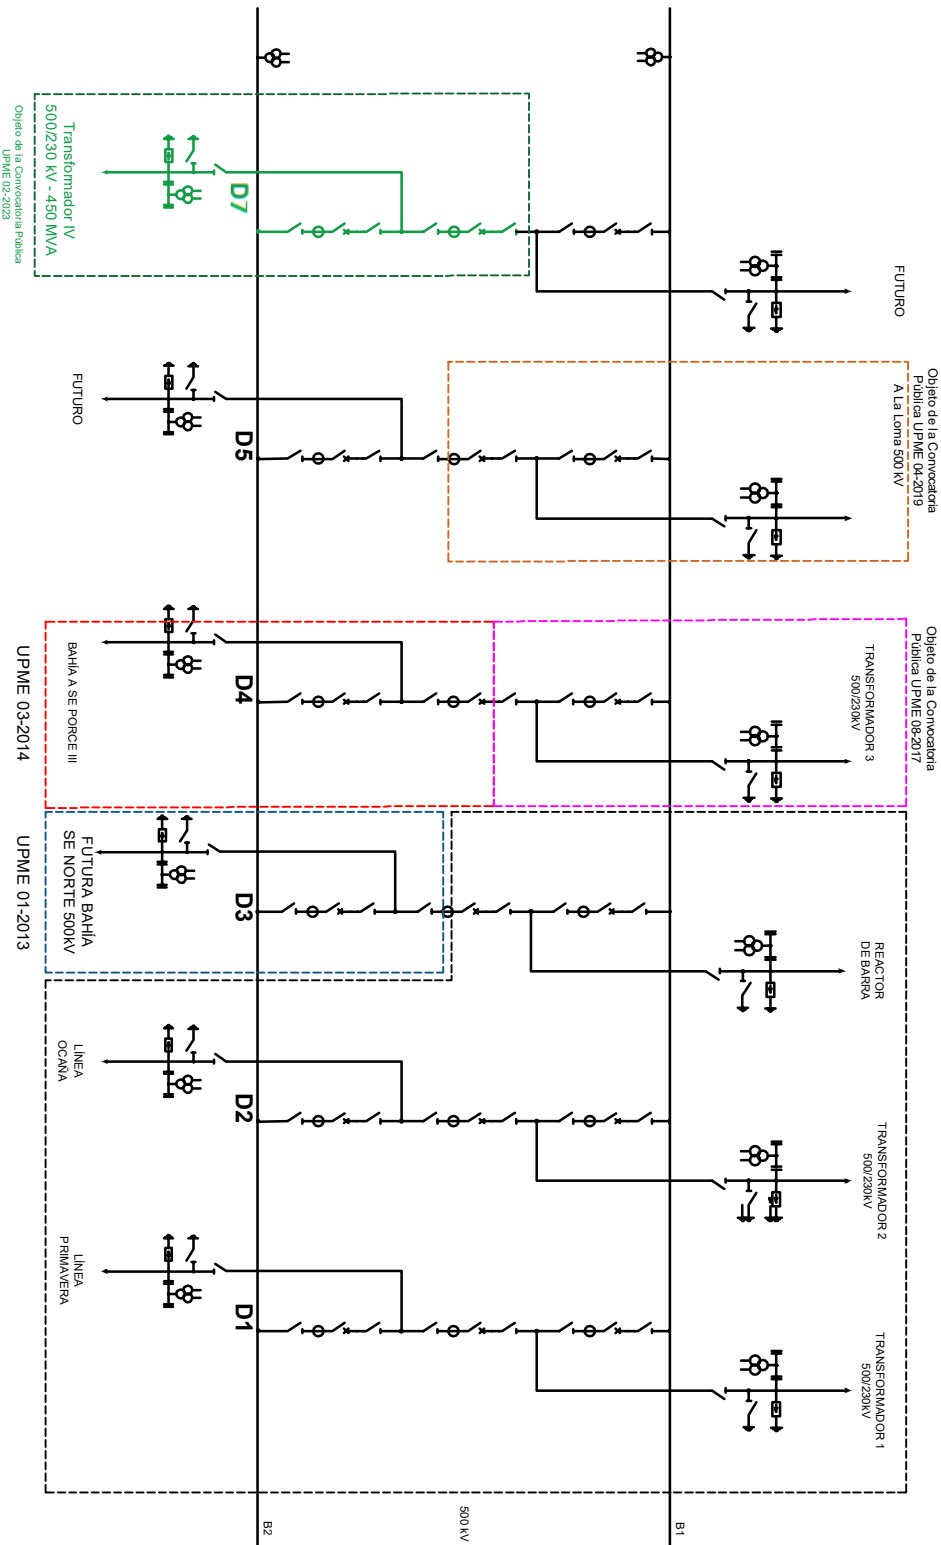 Transformador IV
500/230 kV - 450 MVA
Objeto de la Convocatoria Pública
UPME 02-2023
D7
FUTURO
FUTURO
D5
Objeto de la Convocatoria
Pública UPME 04-2019
A La Loma 500 kV
BAHÍA A SE PORCE III
UPME 03-2014
D4
TRANSFORMADOR 3
500/230kV
Objeto de la Convocatoria
Pública UPME 08-2017
FUTURA BAHÍA
SE NORTE 500kV
UPME 01-2013
D3
REACTOR
DE BARRA
LÍNEA
OCAÑA
D2
TRANSFORMADOR 2
500/230kV
LÍNEA
PRIMAVERA
D1
TRANSFORMADOR 1
500/230kV
B2
500 kV
B1